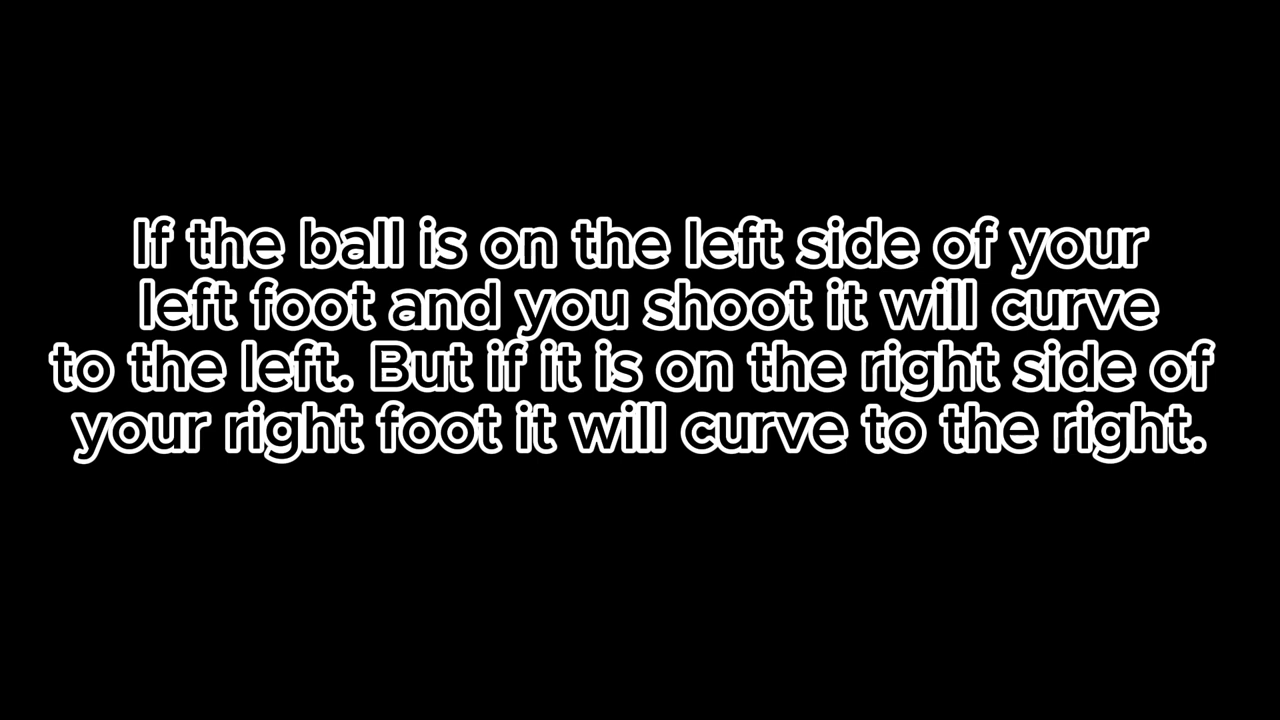 If the ball is on the left side of your
left foot and you shoot it will curve
to the left. But if it is on the right side of
your right foot it will curve to the right.